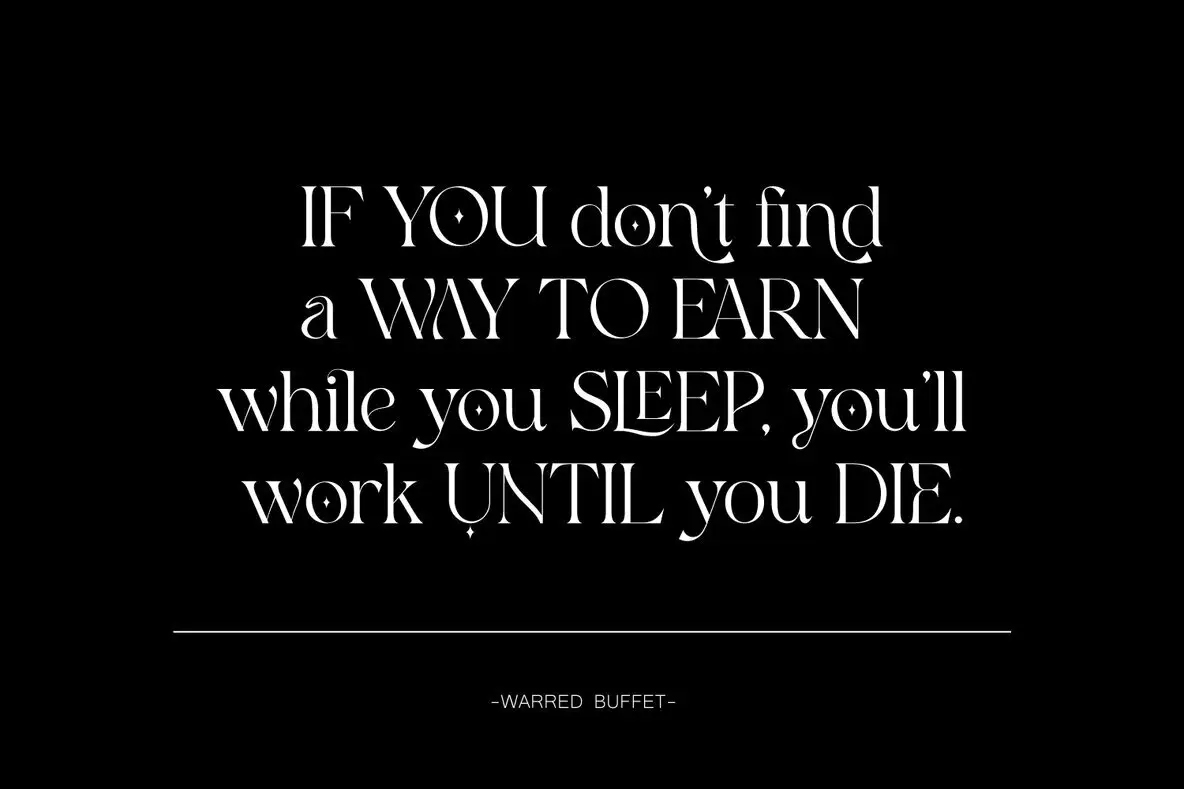 IF YOU don't find
a WAY TO EARN
while you SLEEP, you'll
work UNTIL you DIE.
-WARRED BUFFET-